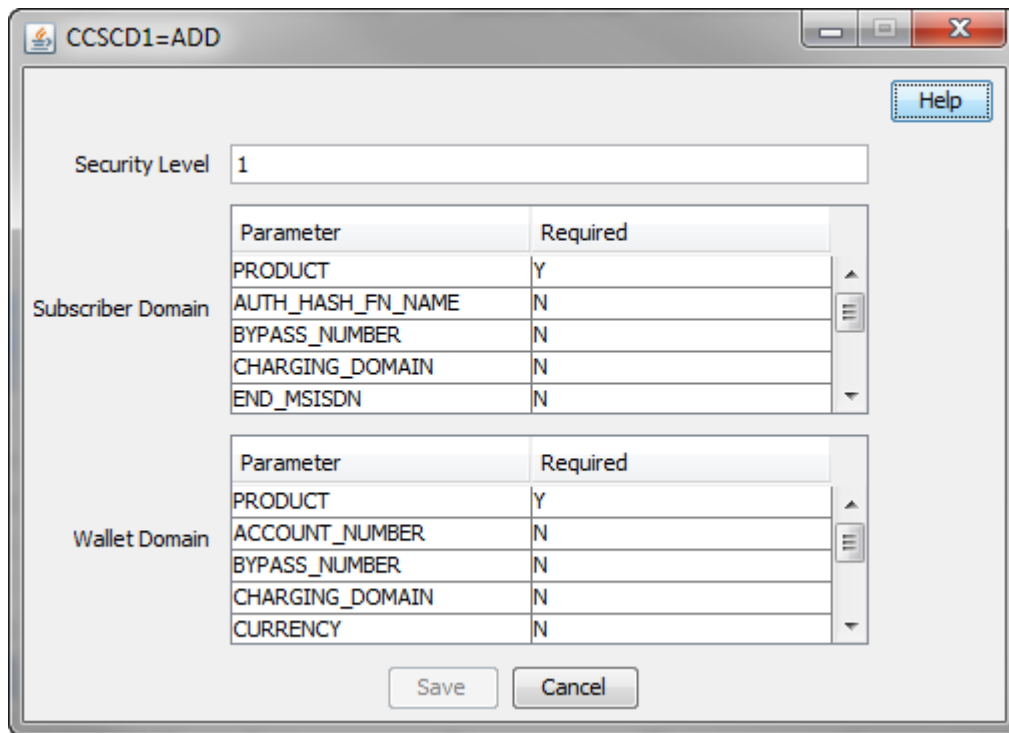 CCSCD1=ADD
Help
Security Level 1
Parameter Required
PRODUCT Y
AUTH_HASH_FN_NAME N
Subscriber Domain
BYPASS_NUMBER N
CHARGING_DOMAIN N
END_MSISDN N
Parameter Required
PRODUCT Y
Wallet Domain
ACCOUNT_NUMBER N
BYPASS_NUMBER N
CHARGING_DOMAIN N
CURRENCY N
Save Cancel